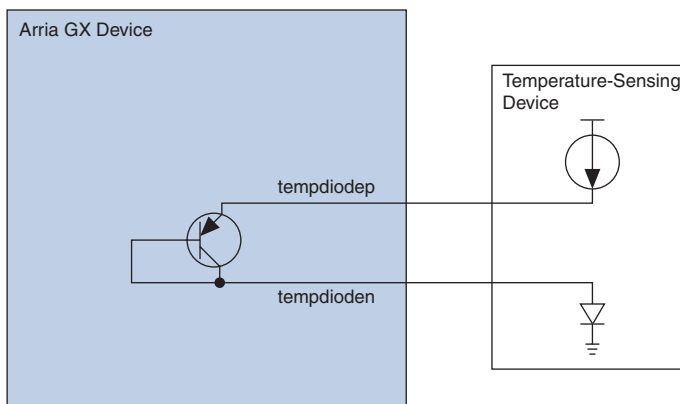 Arria GX Device
Temperature-Sensing
Device
tempdiodep
tempdioden